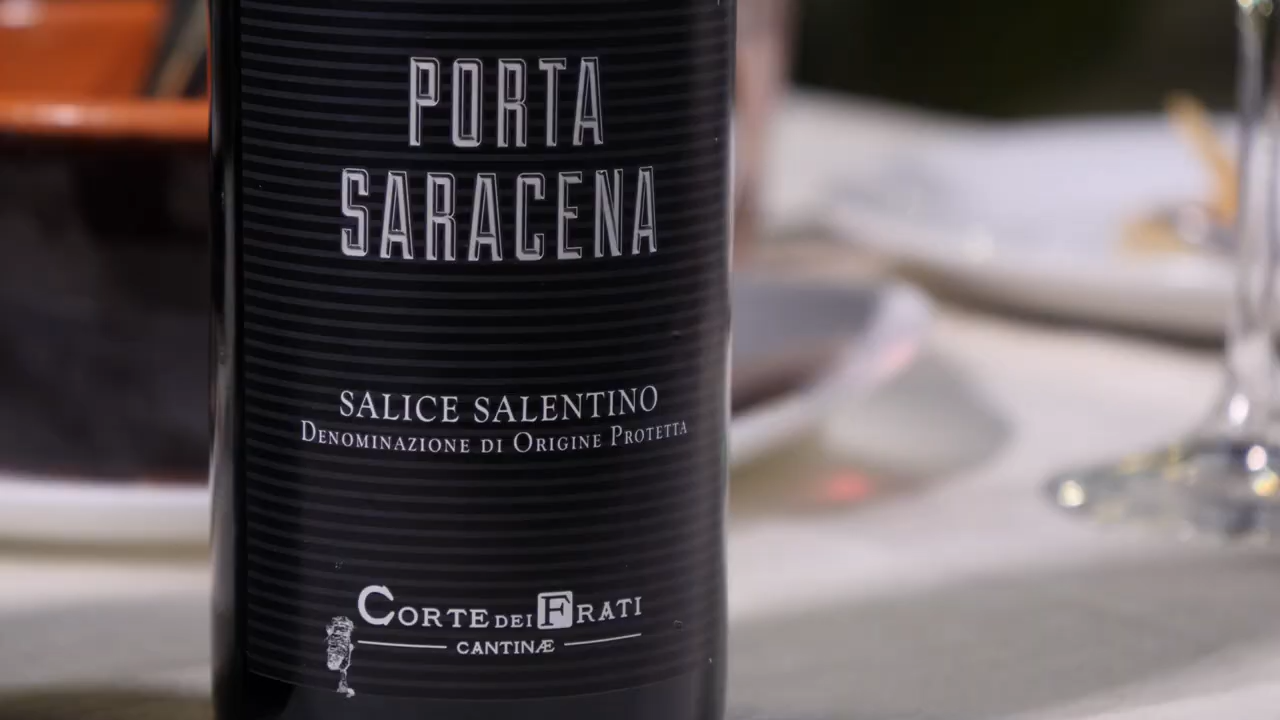 PORTA
SARACENA
SALICE SALENTINO
DENOMINAZIONE DI ORIGINE PROTETTA
CORTE DEI FRATI
CANTINÆ